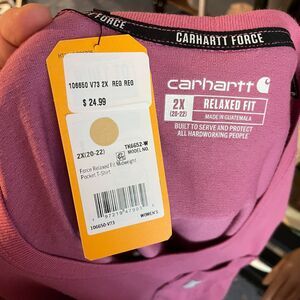 CARHARTT FORCE
106650 V73 2X REG REG
$ 24.99
2X(20-22)
TK6652-W
MODEL NO.
Force Relaxed Fit Midweight
Pocket T-Shirt
106650-V73
WOMEN'S
carhartt
2X
(20-22)
RELAXED FIT
MADE IN GUATEMALA
BUILT TO SERVE AND PROTECT
ALL HARDWORKING PEOPLE